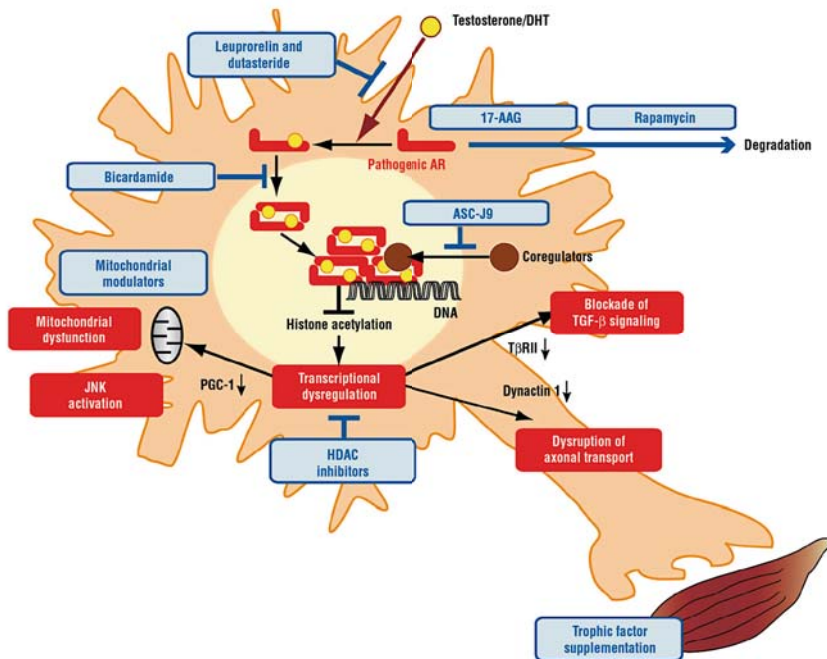 Testosterone/DHT
Leuprorelin and
dutasteride
17-AAG
Rapamycin
Degradation
Pathogenic AR
Bicardamide
ASC-J9
Mitochondrial
modulators
Coregulators
DNA
Histone acetylation
Blockade of
TGF-β signaling
Mitochondrial
dysfunction
TβRII ↓
JNK
activation
PGC-1 ↓
Transcriptional
dysregulation
Dynactin 1 ↓
Dysruption of
axonal transport
HDAC
inhibitors
Trophic factor
supplementation